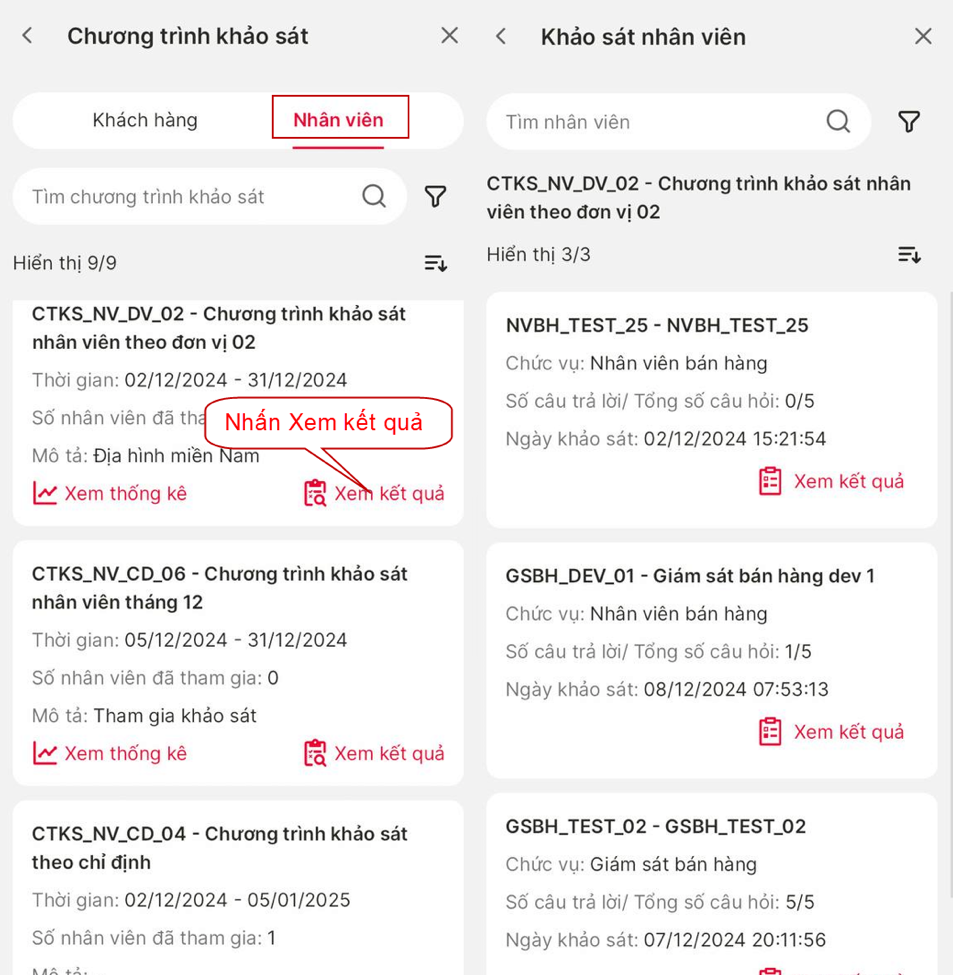 Chương trình khảo sát
Khách hàng
Nhân viên
Tìm chương trình khảo sát
Hiển thị 9/9
CTKS_NV_DV_02 - Chương trình khảo sát
nhân viên theo đơn vị 02
Thời gian: 02/12/2024 - 31/12/2024
Số nhân viên đã
Nhấn Xem kết quả
Mô tả: Địa hình miền Nam
Xem thống kê
Xem kết quả
CTKS_NV_CD_06 - Chương trình khảo sát
nhân viên tháng 12
Thời gian: 05/12/2024 - 31/12/2024
Số nhân viên đã tham gia: 0
Mô tả: Tham gia khảo sát
Xem thống kê
Xem kết quả
CTKS_NV_CD_04 - Chương trình khảo sát
theo chỉ định
Thời gian: 02/12/2024 - 05/01/2025
Số nhân viên đã tham gia: 1
Mô tả:
Khảo sát nhân viên
Tìm nhân viên
CTKS_NV_DV_02 - Chương trình khảo sát nhân
viên theo đơn vị 02
Hiển thị 3/3
NVBH_TEST_25 - NVBH_TEST_25
Chức vụ: Nhân viên bán hàng
Số câu trả lời/ Tổng số câu hỏi: 0/5
Ngày khảo sát: 02/12/2024 15:21:54
Xem kết quả
GSBH_DEV_01 - Giám sát bán hàng dev 1
Chức vụ: Nhân viên bán hàng
Số câu trả lời/ Tổng số câu hỏi: 1/5
Ngày khảo sát: 08/12/2024 07:53:13
Xem kết quả
GSBH_TEST_02 - GSBH_TEST_02
Chức vụ: Giám sát bán hàng
Số câu trả lời/ Tổng số câu hỏi: 5/5
Ngày khảo sát: 07/12/2024 20:11:56